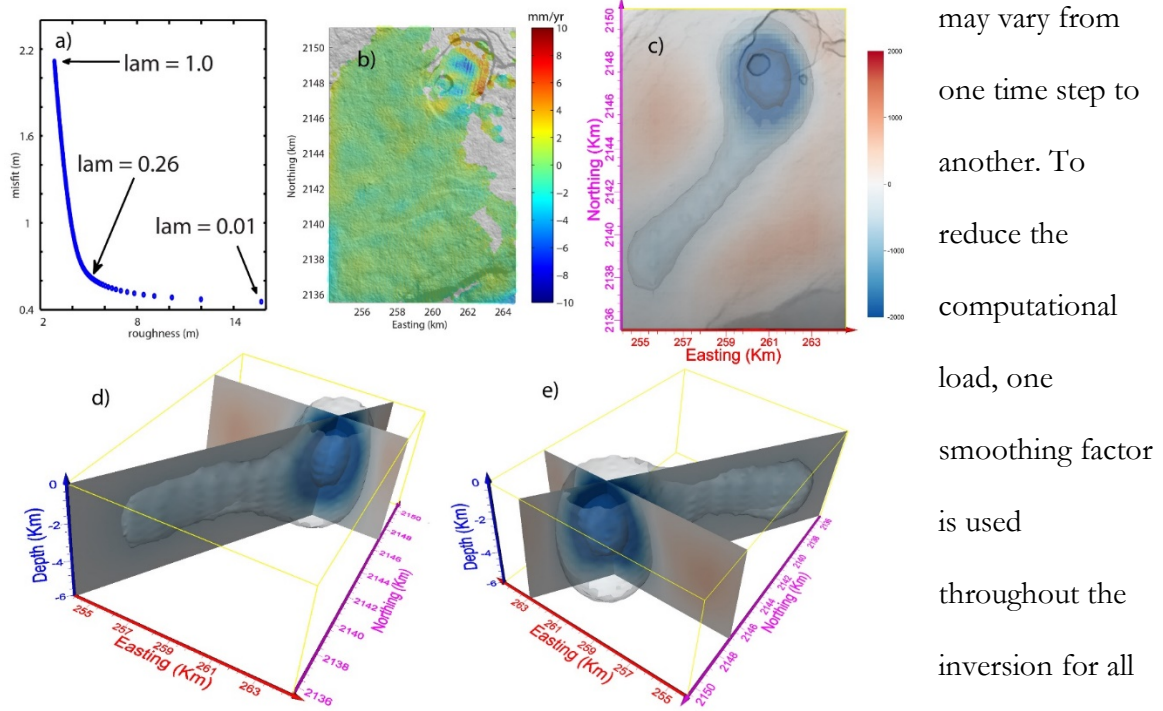 a)
misfit (m)
2.2
1.8
1.4
1
0.6
0.4
lam = 1.0
lam = 0.26
lam = 0.01
2
8
14
roughness (m)
b)
mm/yr
10
8
6
4
2
0
-2
-4
-6
-8
-10
Northing (km)
2150
2148
2146
2144
2142
2140
2138
2136
256
258
260
262
264
Easting (km)
c)
Northing (Km)
2150
2148
2146
2144
2142
2140
2138
2136
255
257
259
261
263
Easting (Km)
2000
1000
0
-1000
-2000
d)
Depth (Km)
0
-2
-4
-6
255
257
259
261
263
Easting (Km)
2150
2148
2146
2144
2142
2140
2138
2136
Northing (Km)
e)
Depth (Km)
0
-2
-4
-6
263
261
259
257
255
Easting (Km)
2150
2148
2146
2144
2142
2140
2138
2136
Northing (Km)
may vary from
one time step to
another. To
reduce the
computational
load, one
smoothing factor
is used
throughout the
inversion for all